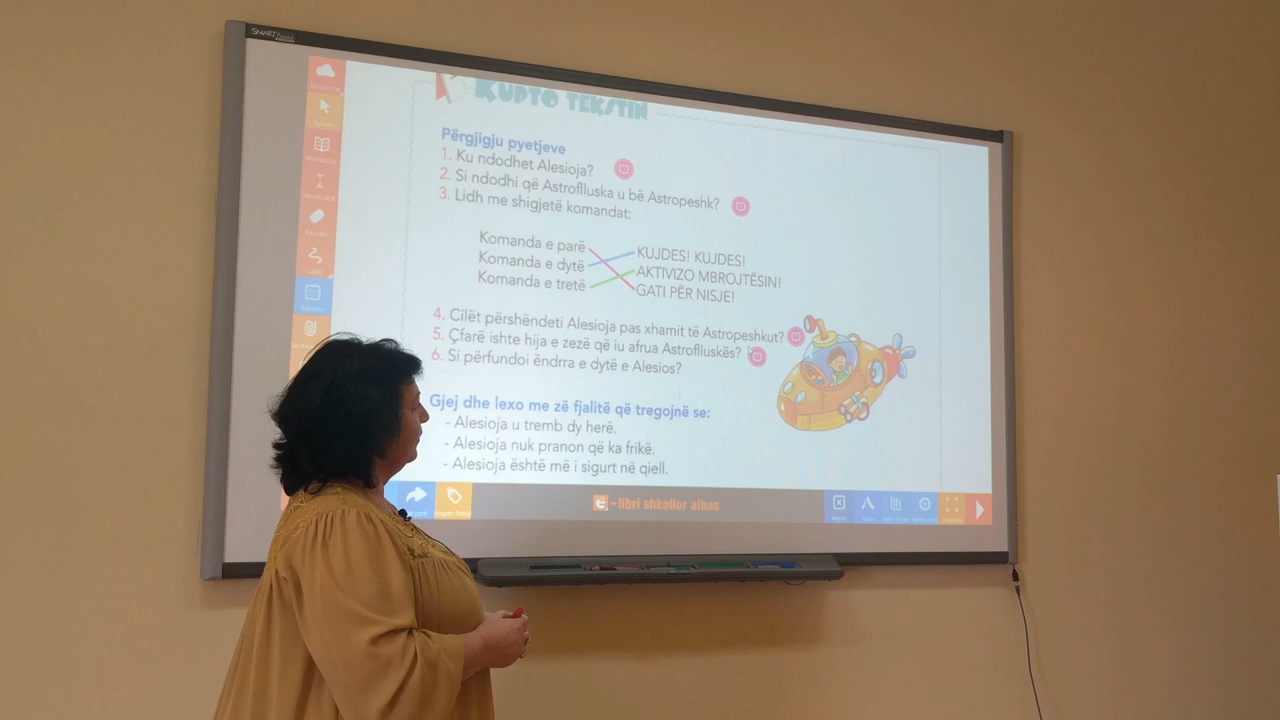 SMART
KUPTO TEKSTIN
Përgjigju pyetjeve
1. Ku ndodhet Alesioja?
2. Si ndodhi që Astroflluska u bë Astropeshk?
3. Lidh me shigjetë komandat:
Komanda e parë
Komanda e dytë
Komanda e tretë
KUJDES! KUJDES!
AKTIVIZO MBROJTËSIN!
GATI PËR NISJE!
4. Cilët përshëndeti Alesioja pas xhamit të Astropeshkut?
5. Çfarë ishte hija e zezë që iu afrua Astroflluskës?
6. Si përfundoi ëndrra e dytë e Alesios?
Gjej dhe lexo me zë fjalitë që tregojnë se:
- Alesioja u tremb dy herë.
- Alesioja nuk pranon që ka frikë.
- Alesioja është më i sigurt në qiell.
e-libri shkollor albas